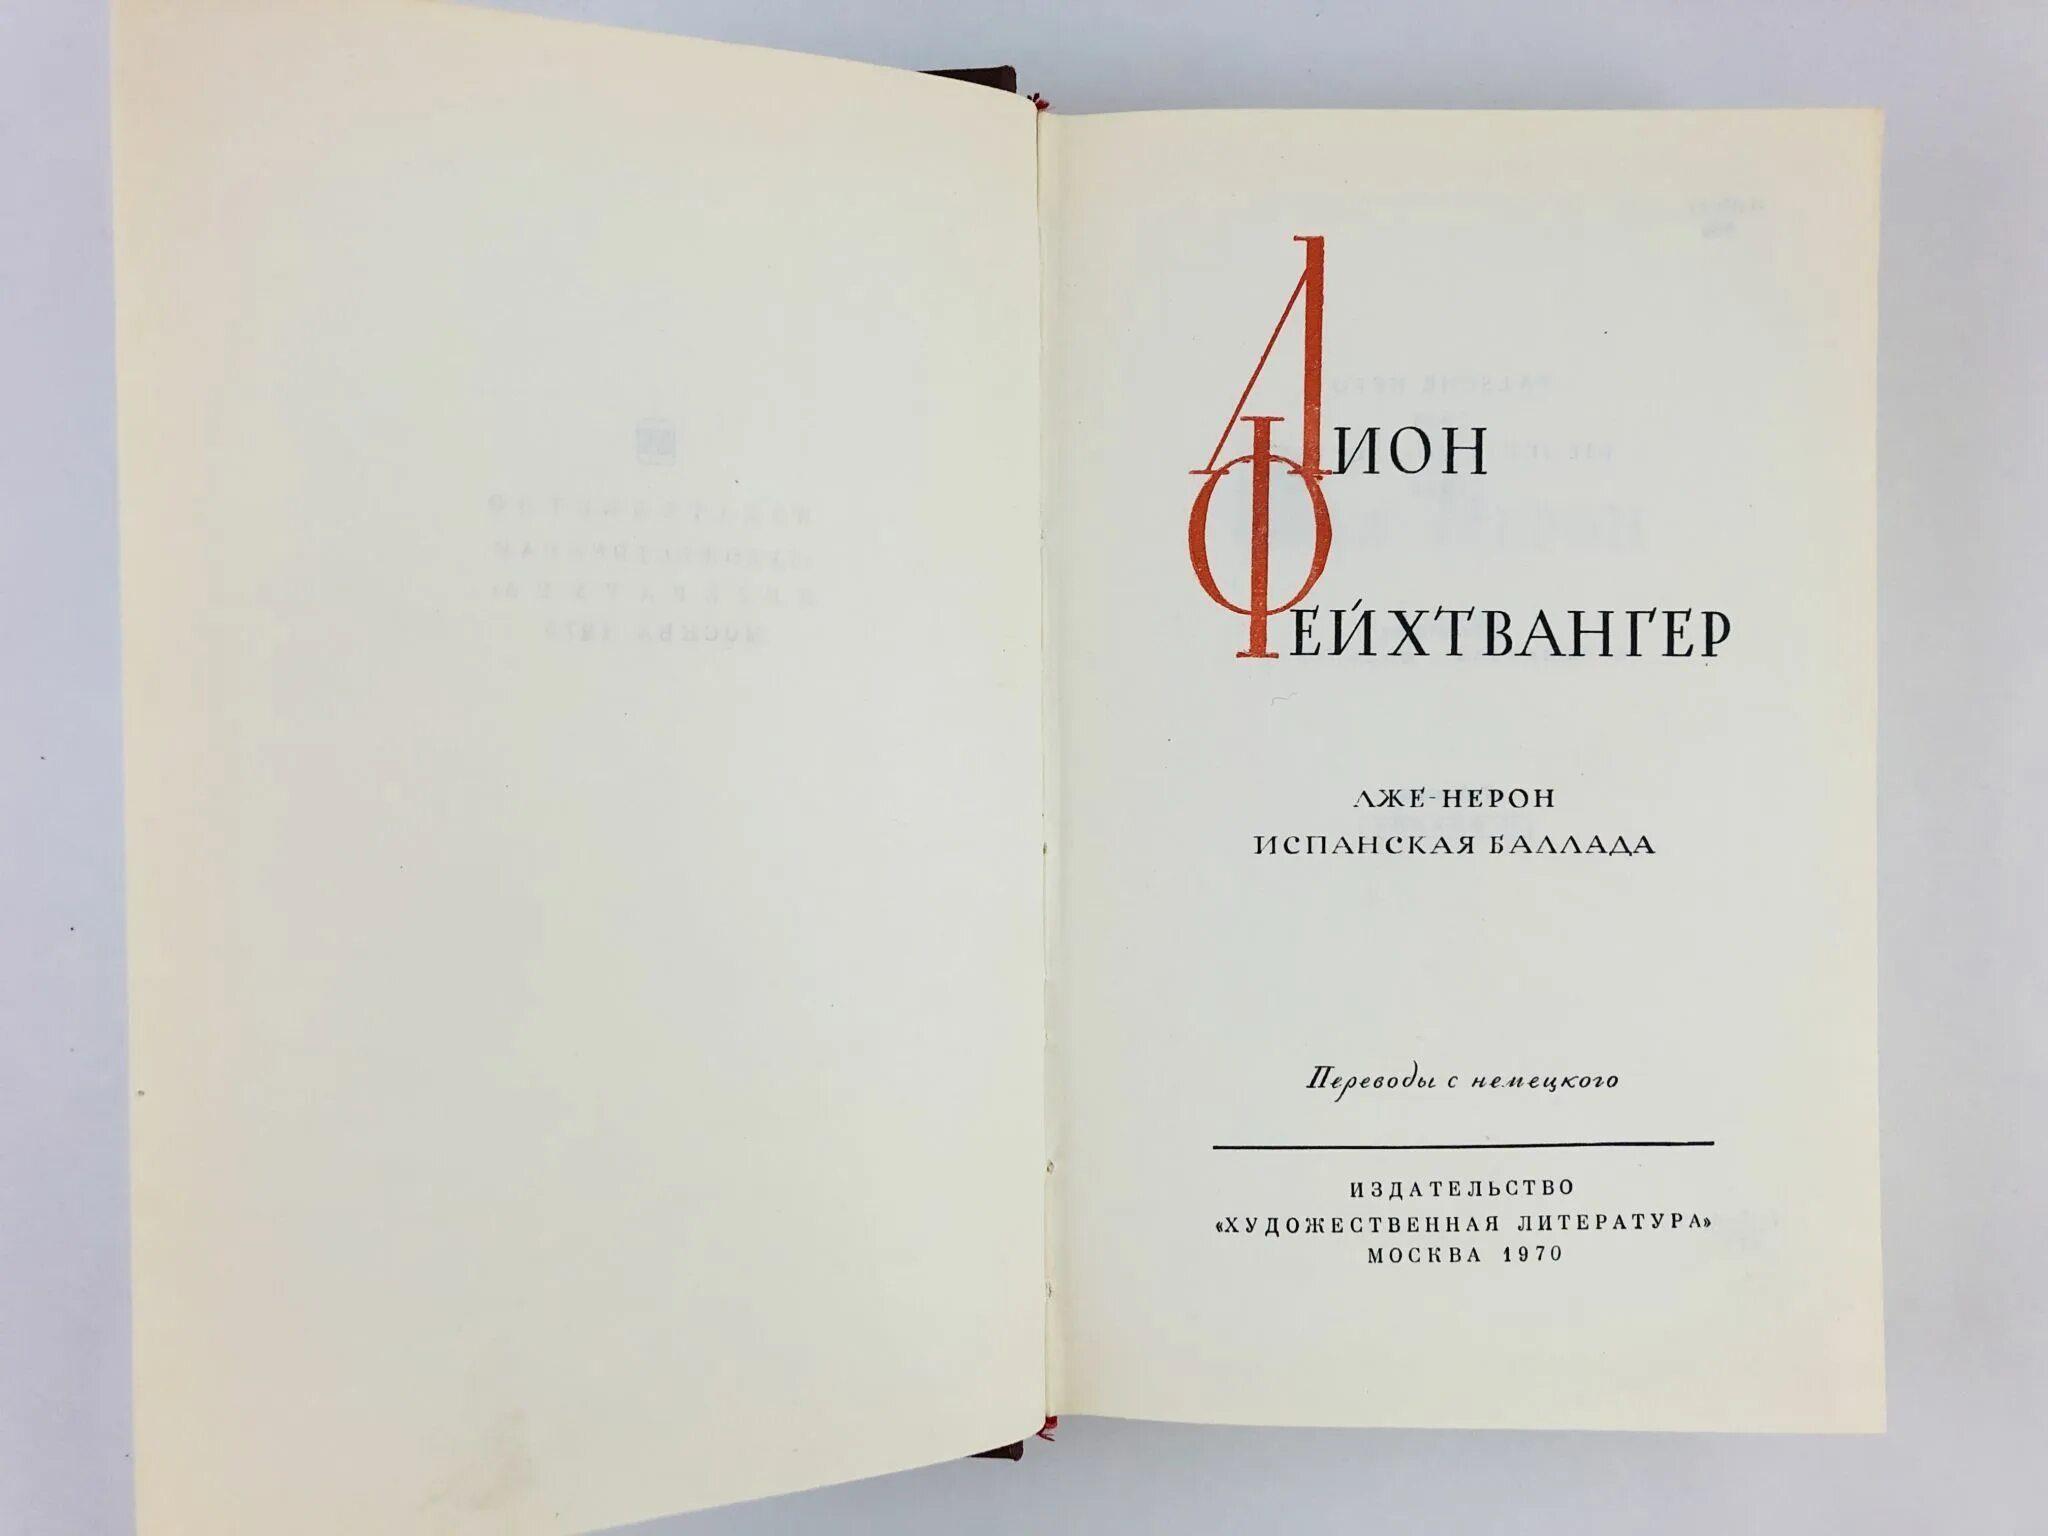 Лион
Фейхтвангер
ЛЖЕ-НЕРОН
ИСПАНСКАЯ БАЛЛАДА
Переводы с немецкого
ИЗДАТЕЛЬСТВО
«ХУДОЖЕСТВЕННАЯ ЛИТЕРАТУРА»
МОСКВА 1970